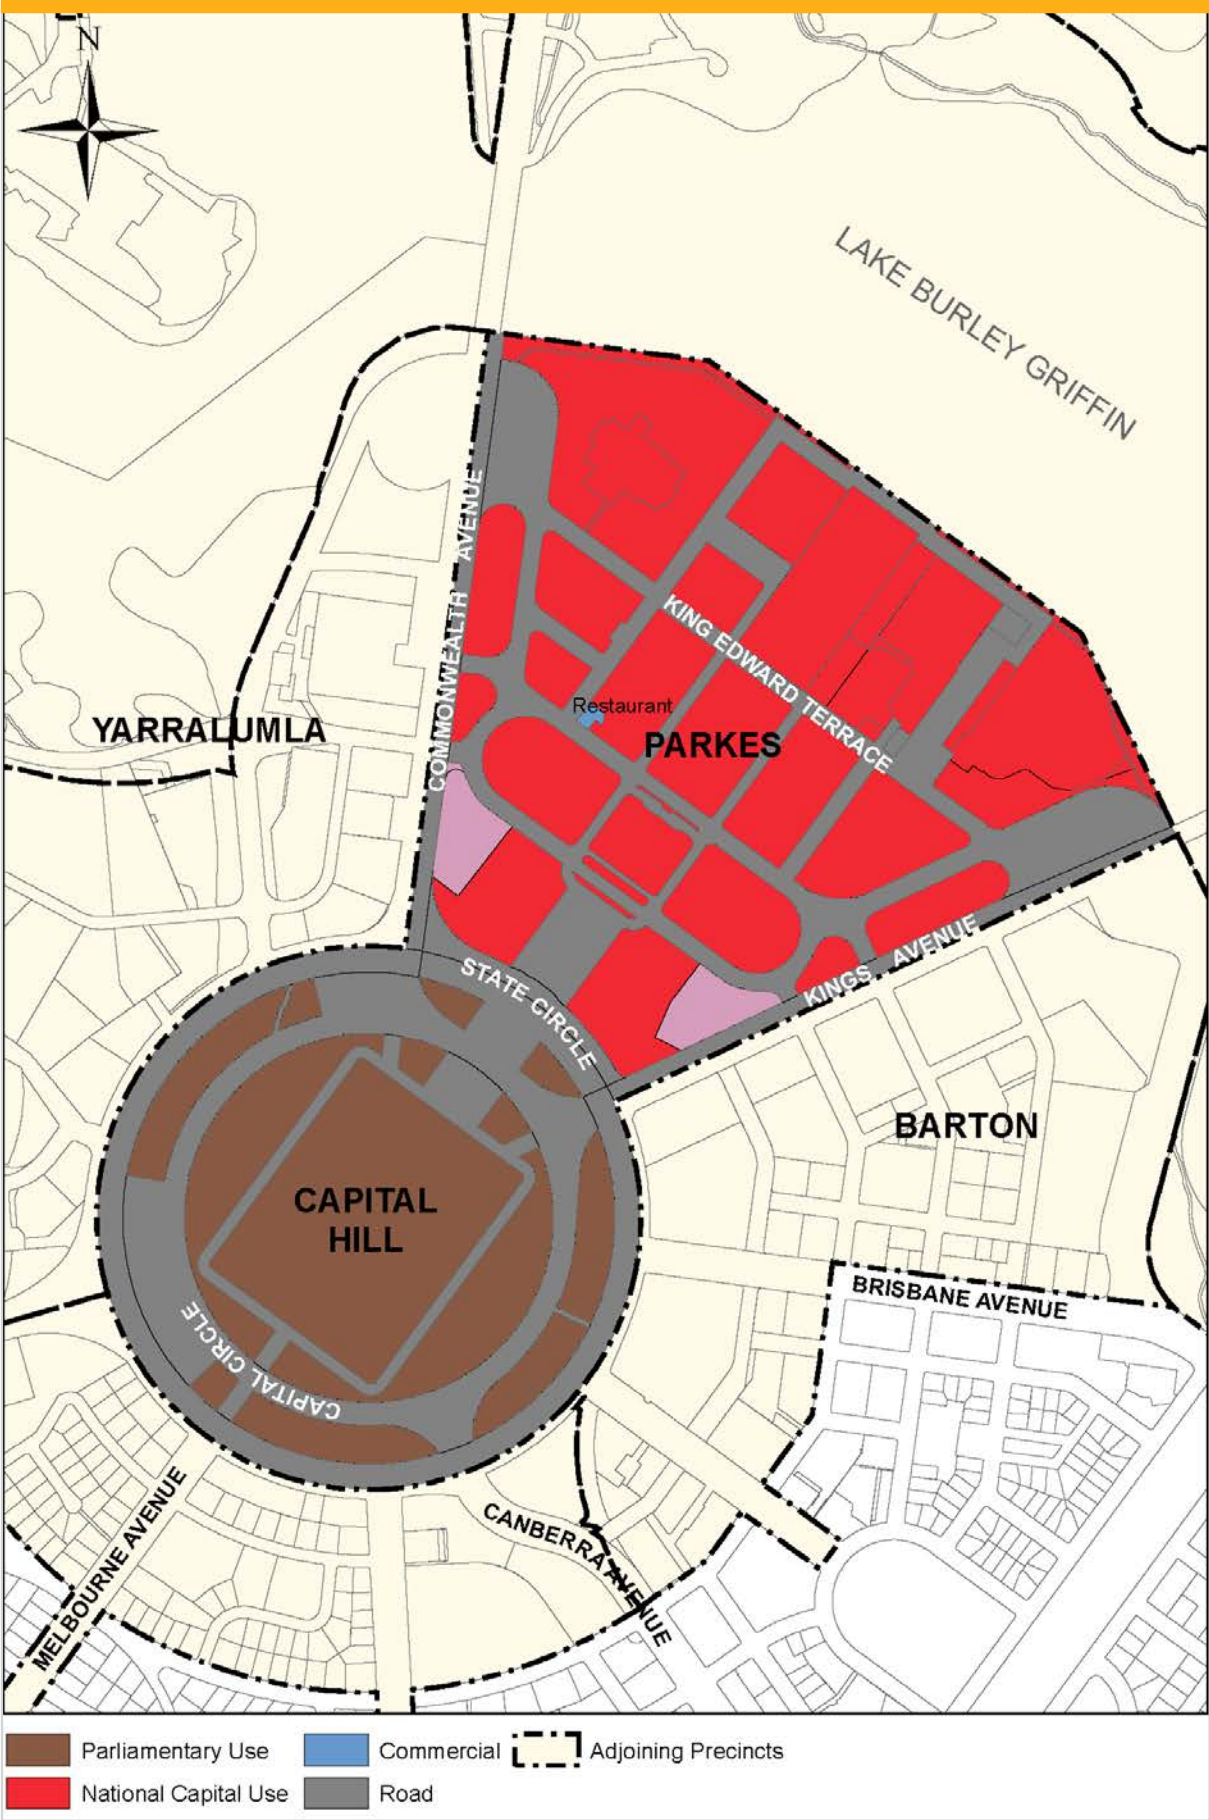 N
LAKE BURLEY GRIFFIN
COMMONWEALTH AVENUE
KING EDWARD TERRACE
Restaurant
YARRALUMLA
PARKES
STATE CIRCLE
KINGS AVENUE
BARTON
CAPITAL
HILL
BRISBANE AVENUE
CAPITAL CIRCLE
MELBOURNE AVENUE
CANBERRA AVENUE
Parliamentary Use
Commercial
Adjoining Precincts
National Capital Use
Road